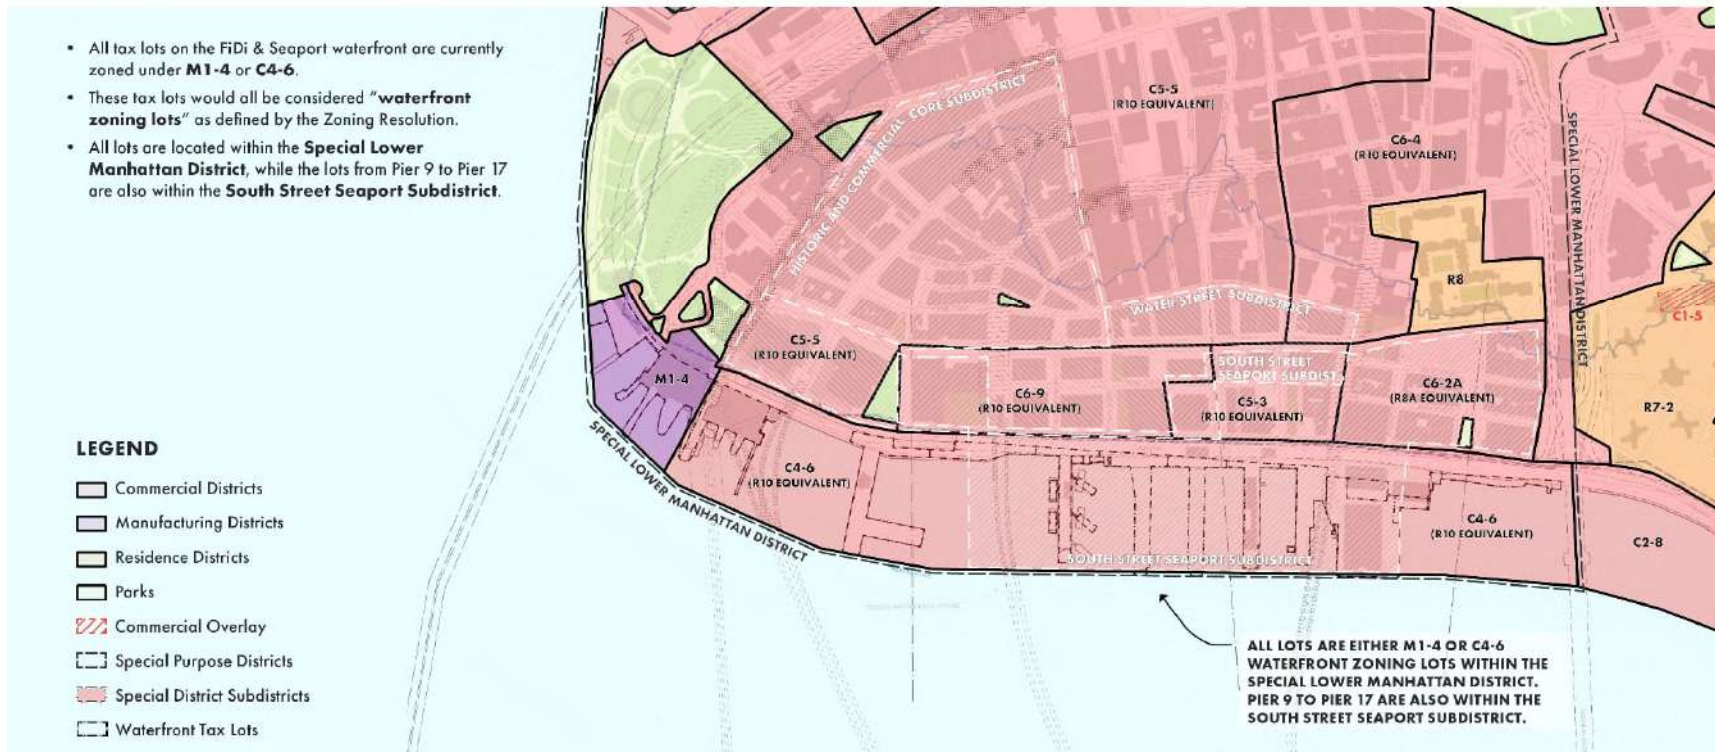 • All tax lots on the FiDi & Seaport waterfront are currently
zoned under M1-4 or C4-6.
• These tax lots would all be considered “waterfront
zoning lots” as defined by the Zoning Resolution.
• All lots are located within the Special Lower
Manhattan District, while the lots from Pier 9 to Pier 17
are also within the South Street Seaport Subdistrict.
C5-5
(R10 EQUIVALENT)
HISTORIC AND COMMERCIAL CORE SUBDISTRICT
C6-4
(R10 EQUIVALENT)
SPECIAL LOWER MANHATTAN DISTRICT
R8
WATER STREET SUBDISTRICT
C1-5
C5-5
(R10 EQUIVALENT)
SOUTH STREET
SEAPORT SUBDIST.
M1-4
C6-9
(R10 EQUIVALENT)
C5-3
(R10 EQUIVALENT)
C6-2A
(R8A EQUIVALENT)
R7-2
SPECIAL LOWER MANHATTAN DISTRICT
C4-6
(R10 EQUIVALENT)
C4-6
(R10 EQUIVALENT)
C2-8
SOUTH STREET SEAPORT SUBDISTRICT
LEGEND
Commercial Districts
Manufacturing Districts
Residence Districts
Parks
Commercial Overlay
Special Purpose Districts
Special District Subdistricts
Waterfront Tax Lots
ALL LOTS ARE EITHER M1-4 OR C4-6
WATERFRONT ZONING LOTS WITHIN THE
SPECIAL LOWER MANHATTAN DISTRICT.
PIER 9 TO PIER 17 ARE ALSO WITHIN THE
SOUTH STREET SEAPORT SUBDISTRICT.